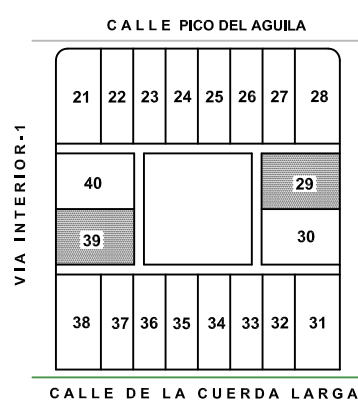 CALLE PICO DEL AGUILA
21 22 23 24 25 26 27 28
VIA INTERIOR-1
40
29
39
30
38 37 36 35 34 33 32 31
CALLE DE LA CUERDA LARGA